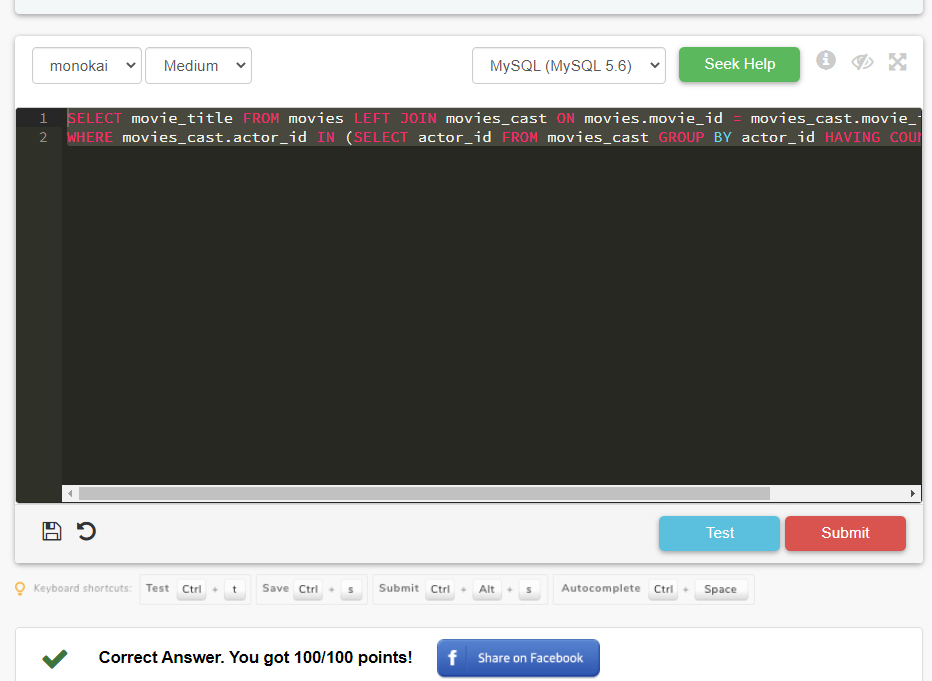 monokai Medium MySQL (MySQL 5.6) Seek Help
1 SELECT movie_title FROM movies LEFT JOIN movies_cast ON movies.movie_id = movies_cast.movie_
2 WHERE movies_cast.actor_id IN (SELECT actor_id FROM movies_cast GROUP BY actor_id HAVING COU
Test Submit
Keyboard shortcuts: Test Ctrl + t Save Ctrl + s Submit Ctrl + Alt + s Autocomplete Ctrl + Space
Correct Answer. You got 100/100 points! f Share on Facebook